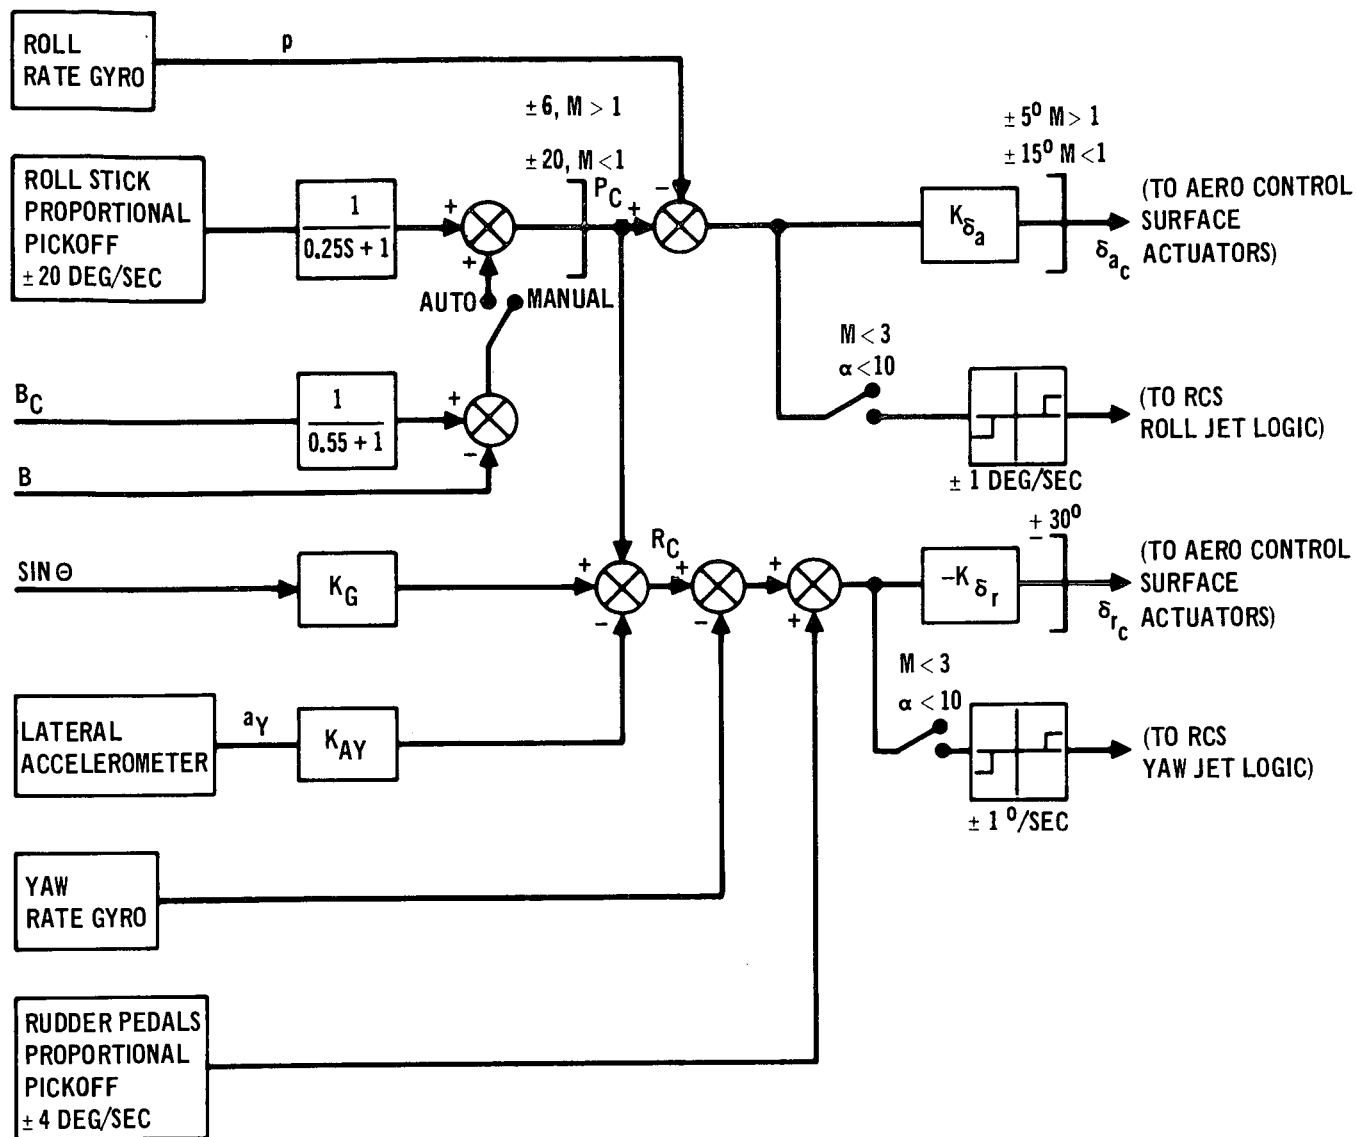 ROLL
RATE GYRO
p
± 6, M > 1
± 20, M < 1
± 5° M > 1
± 15° M < 1
ROLL STICK
PROPORTIONAL
PICKOFF
± 20 DEG/SEC
1
0.25S + 1
+
+
P_C
+
-
K_δa
δ_ac
(TO AERO CONTROL
SURFACE
ACTUATORS)
AUTO
MANUAL
M < 3
α < 10
B_C
1
0.55 + 1
+
-
B
(TO RCS
ROLL JET LOGIC)
± 1 DEG/SEC
± 30°
SIN Θ
K_G
+
-
R_C
+
-
+
+
-K_δr
δ_rc
(TO AERO CONTROL
SURFACE
ACTUATORS)
M < 3
α < 10
LATERAL
ACCELEROMETER
a_Y
K_AY
(TO RCS
YAW JET LOGIC)
± 1 °/SEC
YAW
RATE GYRO
RUDDER PEDALS
PROPORTIONAL
PICKOFF
± 4 DEG/SEC